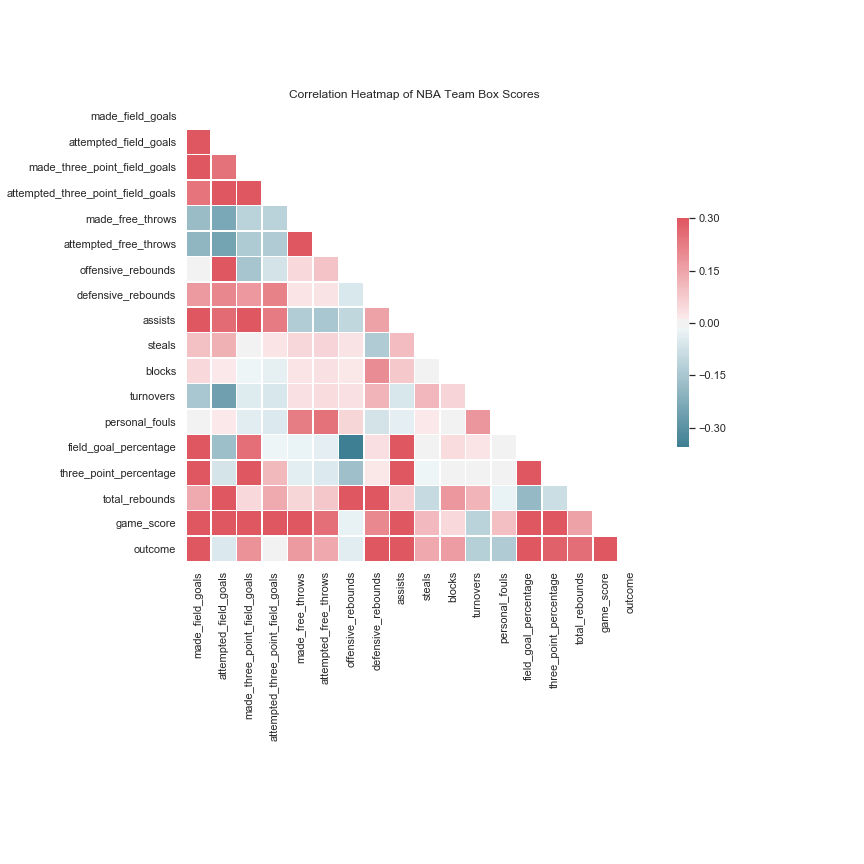 Correlation Heatmap of NBA Team Box Scores
made_field_goals
attempted_field_goals
made_three_point_field_goals
attempted_three_point_field_goals
made_free_throws
attempted_free_throws
offensive_rebounds
defensive_rebounds
assists
steals
blocks
turnovers
personal_fouls
field_goal_percentage
three_point_percentage
total_rebounds
game_score
outcome
made_field_goals
attempted_field_goals
made_three_point_field_goals
attempted_three_point_field_goals
made_free_throws
attempted_free_throws
offensive_rebounds
defensive_rebounds
assists
steals
blocks
turnovers
personal_fouls
field_goal_percentage
three_point_percentage
total_rebounds
game_score
outcome
0.30
0.15
0.00
−0.15
−0.30